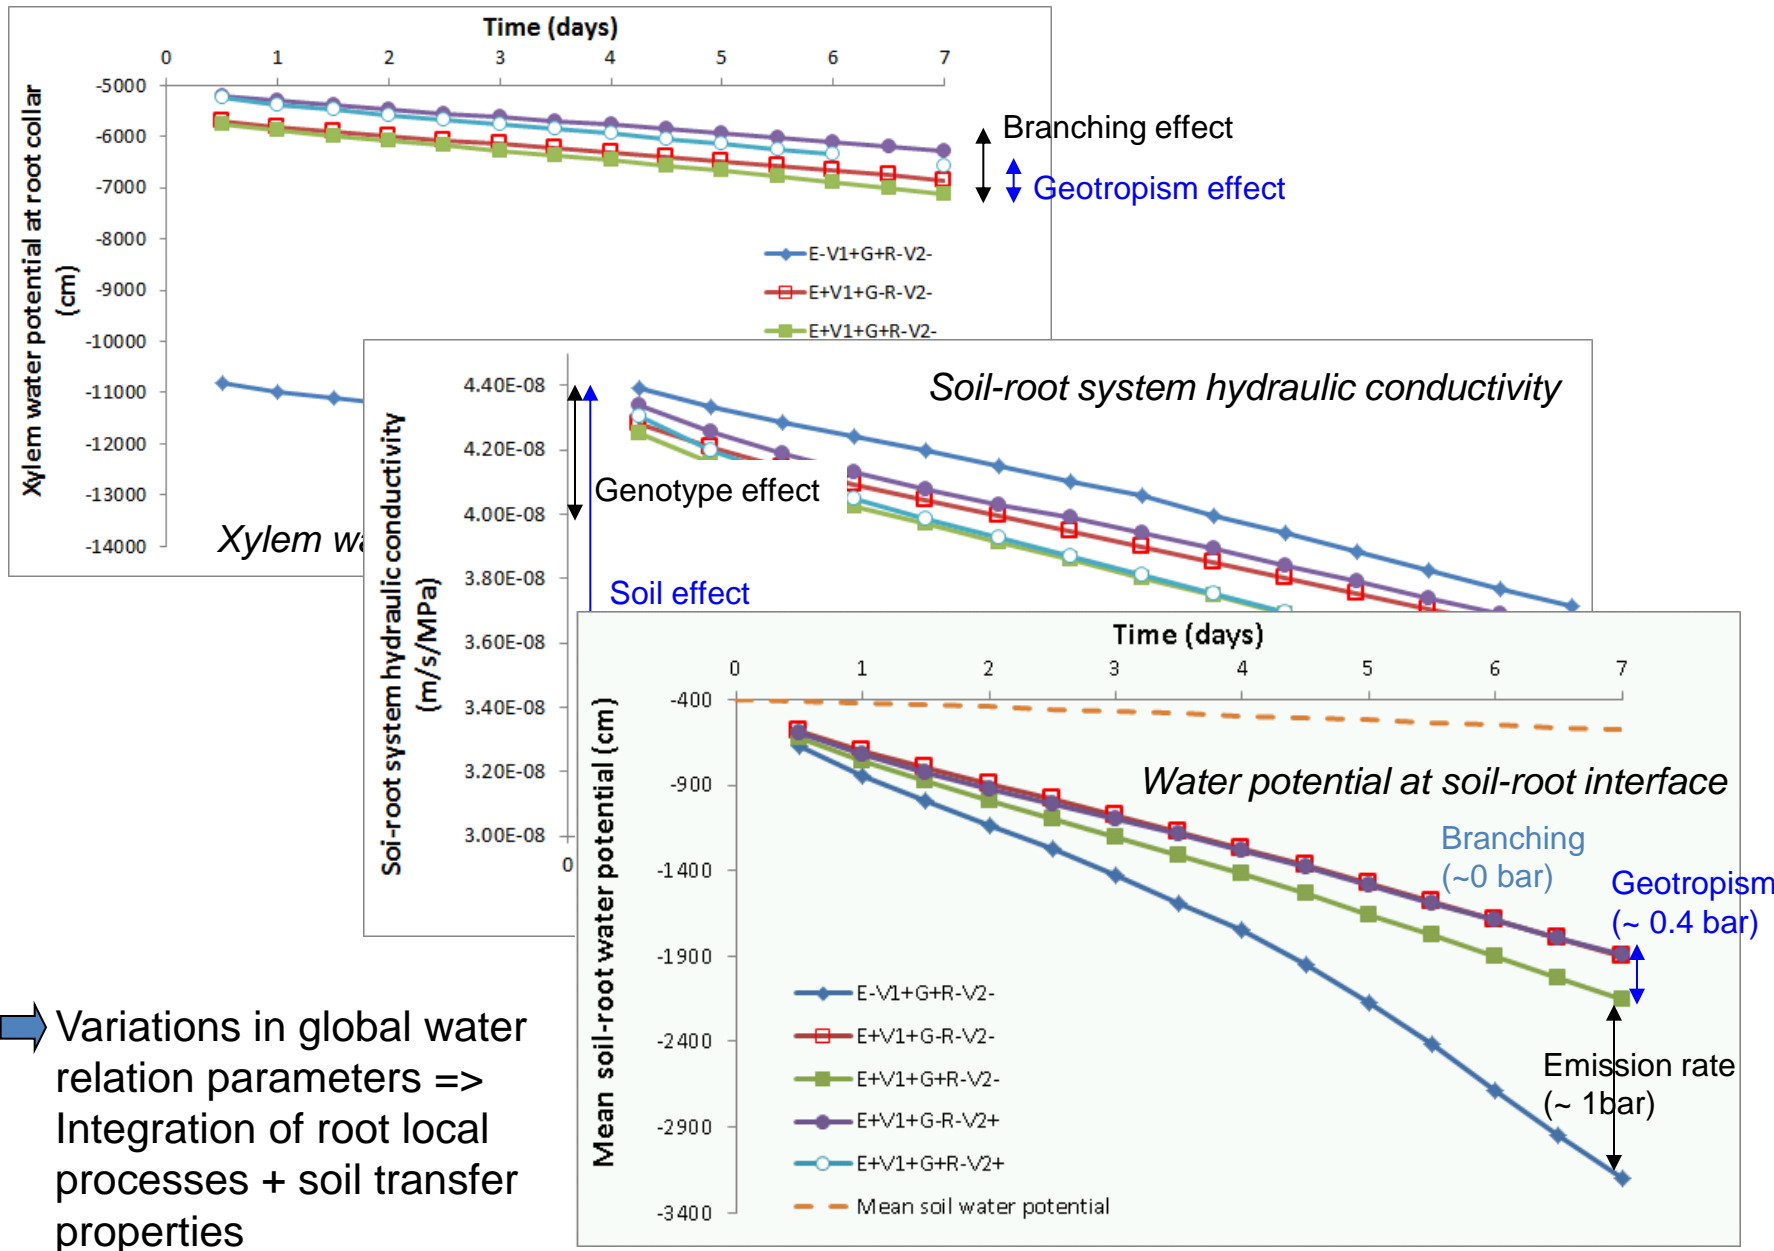 Time (days)
0 1 2 3 4 5 6 7
Xylem water potential at root collar
(cm)
-5000
-6000
-7000
-8000
-9000
-10000
-11000
-12000
-13000
-14000
Branching effect
Geotropism effect
E-V1+G+R-V2-
E+V1+G-R-V2-
E+V1+G+R-V2-
Xylem wa
Soil-root system hydraulic conductivity
Soi-root system hydraulic conductivity
(m/s/MPa)
4.40E-08
4.20E-08
4.00E-08
3.80E-08
3.60E-08
3.40E-08
3.20E-08
3.00E-08
0
Genotype effect
Soil effect
Time (days)
0 1 2 3 4 5 6 7
Mean soil-root water potential (cm)
-400
-900
-1400
-1900
-2400
-2900
-3400
Water potential at soil-root interface
Branching
(~0 bar)
Geotropism
(~ 0.4 bar)
Emission rate
(~ 1bar)
E-V1+G+R-V2-
E+V1+G-R-V2-
E+V1+G+R-V2-
E+V1+G-R-V2+
E+V1+G+R-V2+
Mean soil water potential
Variations in global water
relation parameters =>
Integration of root local
processes + soil transfer
properties